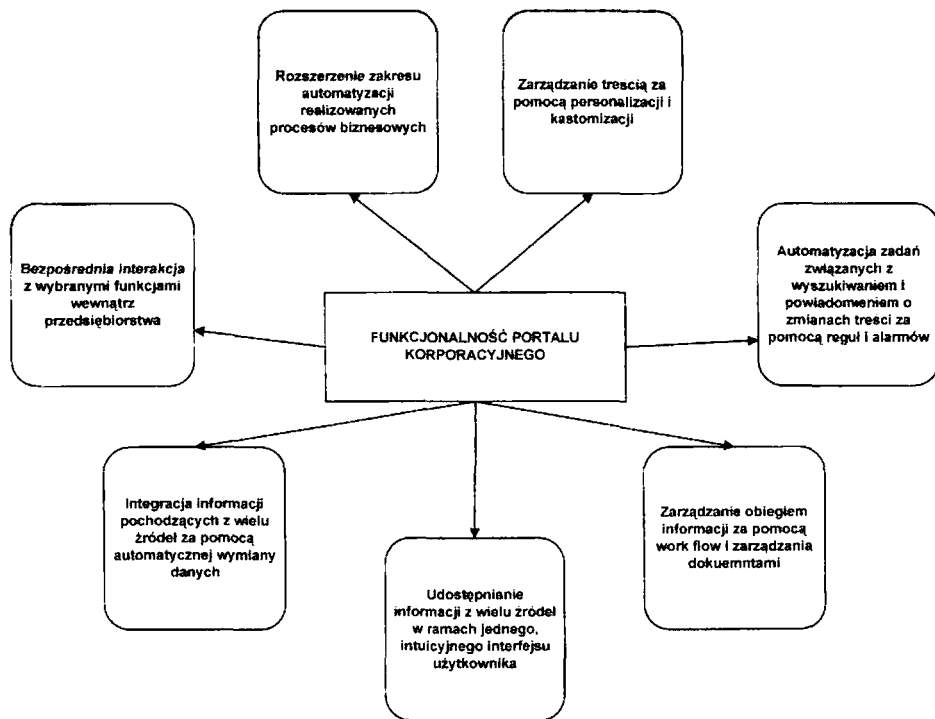 Rozszerzenie zakresu
automatyzacji
realizowanych
procesów biznesowych
Zarządzanie treścią za
pomocą personalizacji i
kastomizacji
Bezpośrednia interakcja
z wybranymi funkcjami
wewnątrz
przedsiębiorstwa
FUNKCJONALNOŚĆ PORTALU
KORPORACYJNEGO
Automatyzacja zadań
związanych z
wyszukiwaniem i
powiadomieniem o
zmianach tresci za
pomocą reguł i alarmów
Integracja informacji
pochodzących z wielu
źródeł za pomocą
automatycznej wymiany
danych
Udostępnianie
informacji z wielu źródeł
w ramach jednego,
intuicyjnego interfejsu
użytkownika
Zarządzanie obiegiem
informacji za pomocą
work flow i zarządzania
dokuemntami